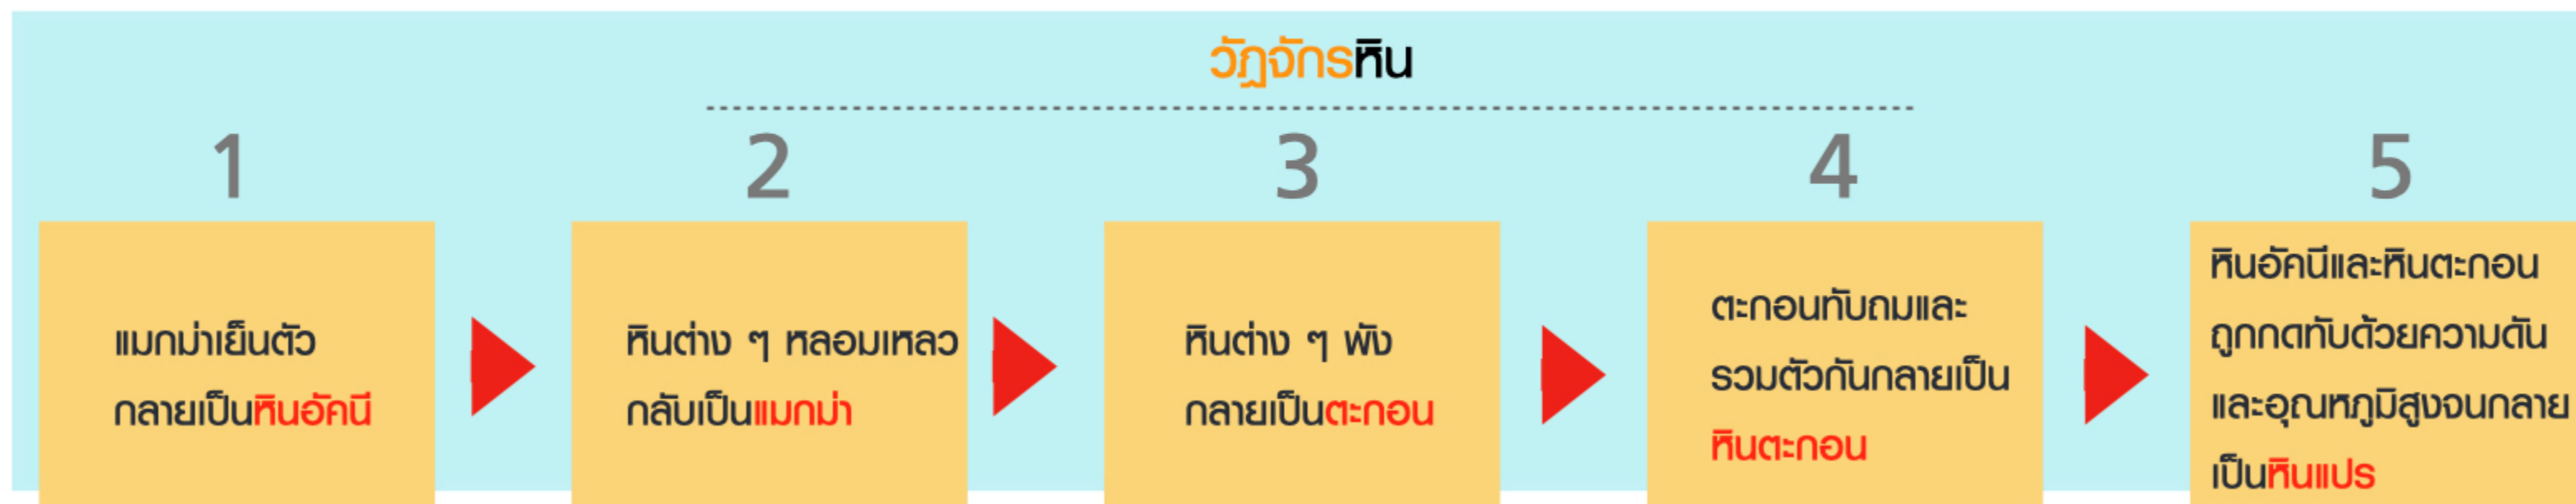 วัฏจักรหิน
1
แมกม่าเย็นตัว
กลายเป็นหินอัคนี
2
หินต่าง ๆ หลอมเหลว
กลับเป็นแมกม่า
3
หินต่าง ๆ พัง
กลายเป็นตะกอน
4
ตะกอนทับถมและ
รวมตัวกันกลายเป็น
หินตะกอน
5
หินอัคนีและหินตะกอน
ถูกกดทับด้วยความดัน
และอุณหภูมิสูงจนกลาย
เป็นหินแปร